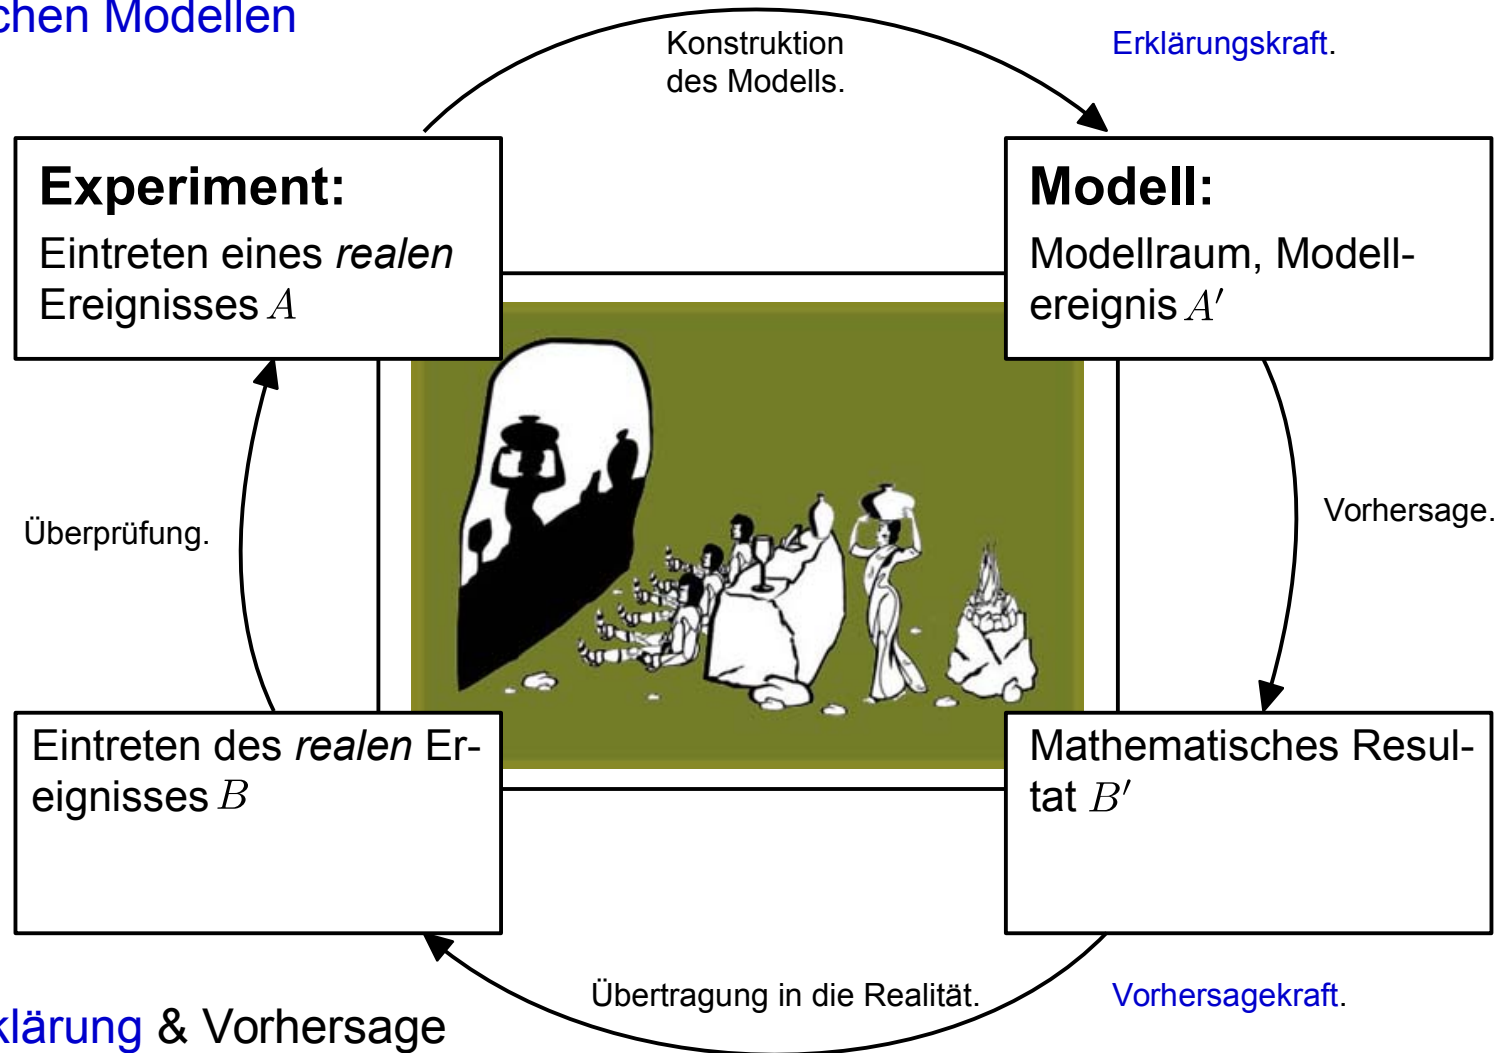 chen Modellen
Konstruktion
des Modells.
Erklärungskraft.
Experiment:
Eintreten eines realen
Ereignisses A
Modell:
Modellraum, Modell-
ereignis A′
Überprüfung.
Vorhersage.
Eintreten des realen Er-
eignisses B
Mathematisches Resul-
tat B′
Übertragung in die Realität.
Vorhersagekraft.
klärung & Vorhersage